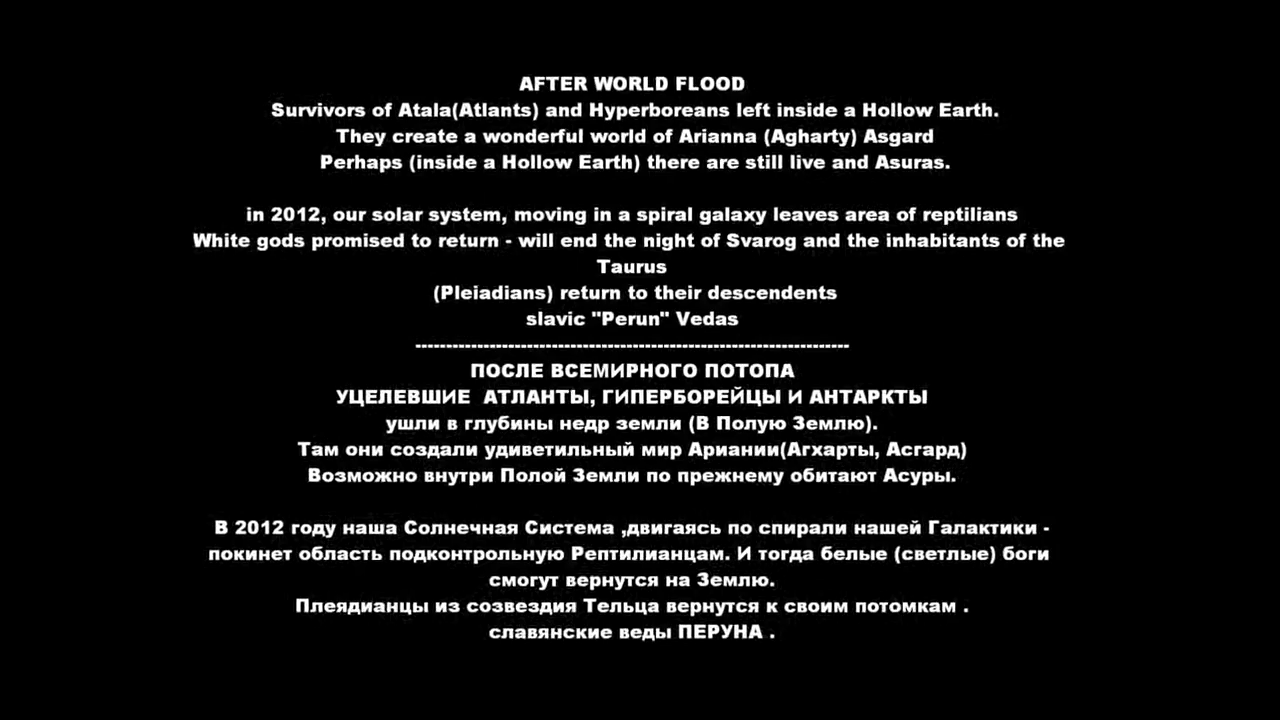 AFTER WORLD FLOOD
Survivors of Atala(Atlants) and Hyperboreans left inside a Hollow Earth.
They create a wonderful world of Arianna (Agharty) Asgard
Perhaps (inside a Hollow Earth) there are still live and Asuras.
in 2012, our solar system, moving in a spiral galaxy leaves area of reptilians
White gods promised to return - will end the night of Svarog and the inhabitants of the
Taurus
(Pleiadians) return to their descendents
slavic "Perun" Vedas
----------------------------------------------------------------------
ПОСЛЕ ВСЕМИРНОГО ПОТОПА
УЦЕЛЕВШИЕ  АТЛАНТЫ, ГИПЕРБОРЕЙЦЫ И АНТАРКТЫ
ушли в глубины недр земли (В Полую Землю).
Там они создали удиветильный мир Ариании(Агхарты, Асгард)
Возможно внутри Полой Земли по прежнему обитают Асуры.
В 2012 году наша Солнечная Система ,двигаясь по спирали нашей Галактики -
покинет область подконтрольную Рептилианцам. И тогда белые (светлые) боги
смогут вернутся на Землю.
Плеядианцы из созвездия Тельца вернутся к своим потомкам .
славянские веды ПЕРУНА .